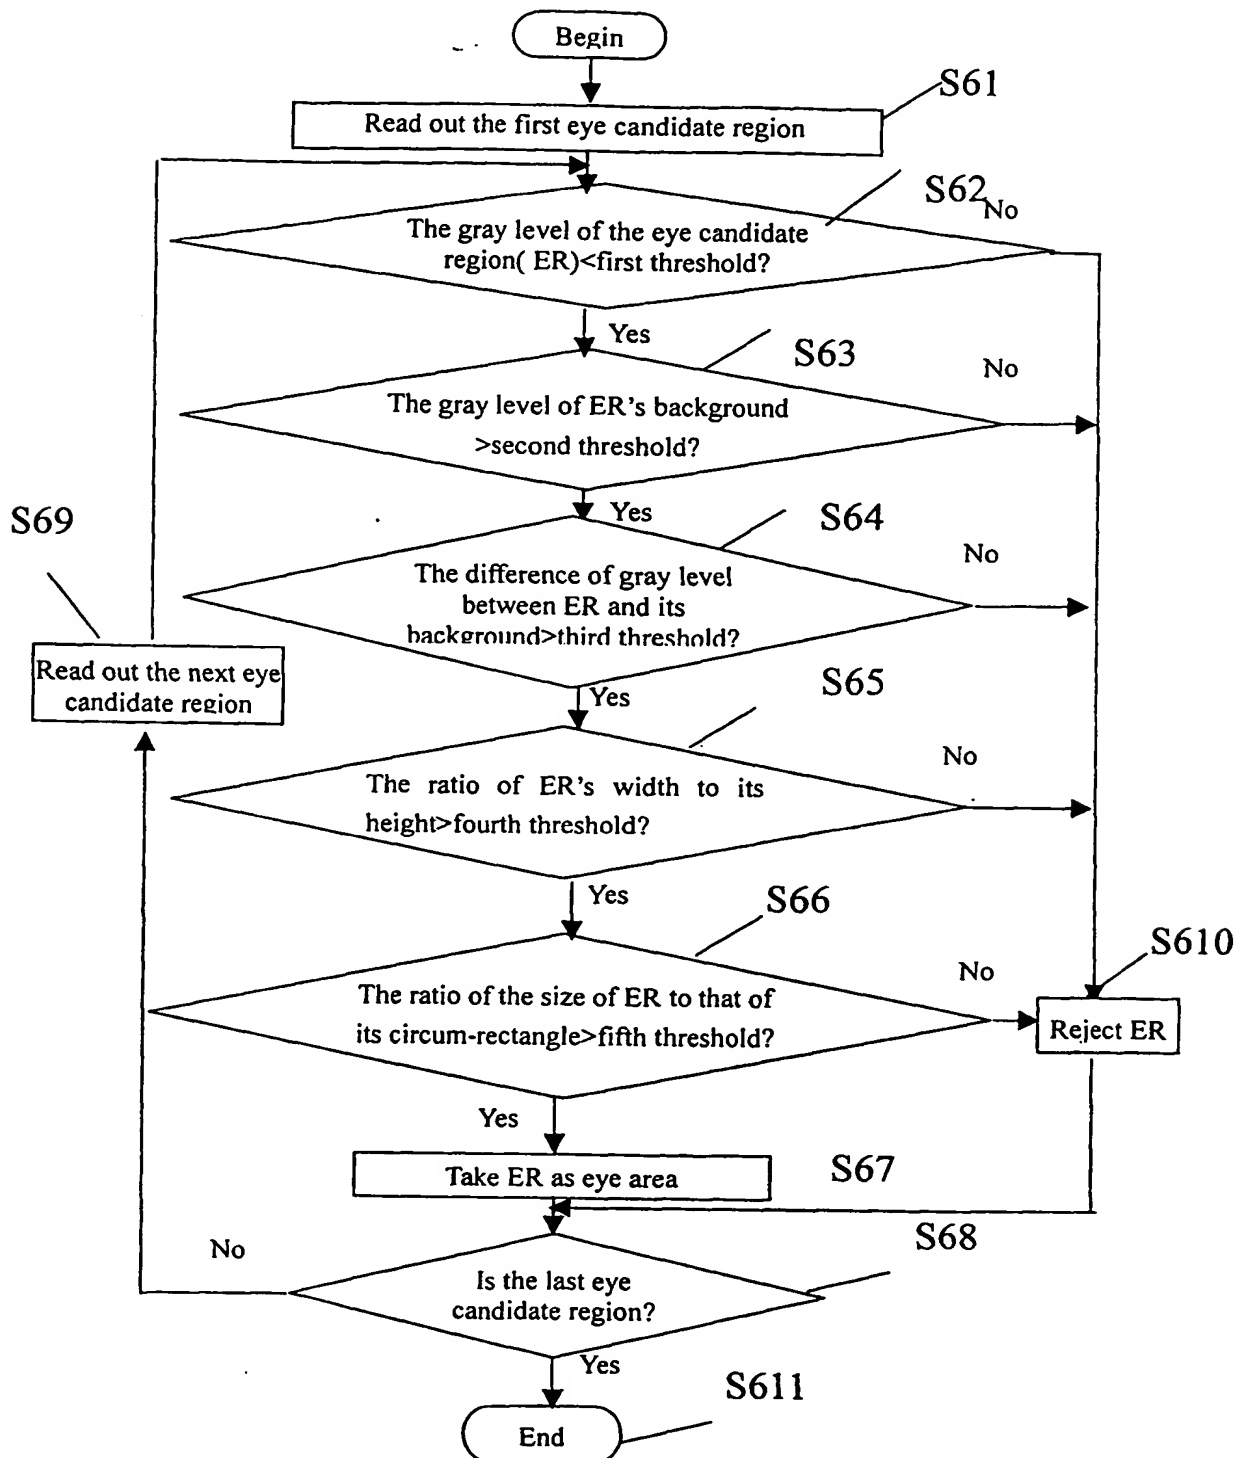 Begin
S61
Read out the first eye candidate region
S62
No
The gray level of the eye candidate
region( ER)<first threshold?
Yes
S63
No
The gray level of ER's background
>second threshold?
Yes
S64
No
S69
The difference of gray level
between ER and its
background>third threshold?
Read out the next eye
candidate region
Yes
S65
No
The ratio of ER's width to its
height>fourth threshold?
Yes
S66
No
S610
The ratio of the size of ER to that of
its circum-rectangle>fifth threshold?
Reject ER
Yes
Take ER as eye area
S67
No
S68
Is the last eye
candidate region?
Yes
S611
End